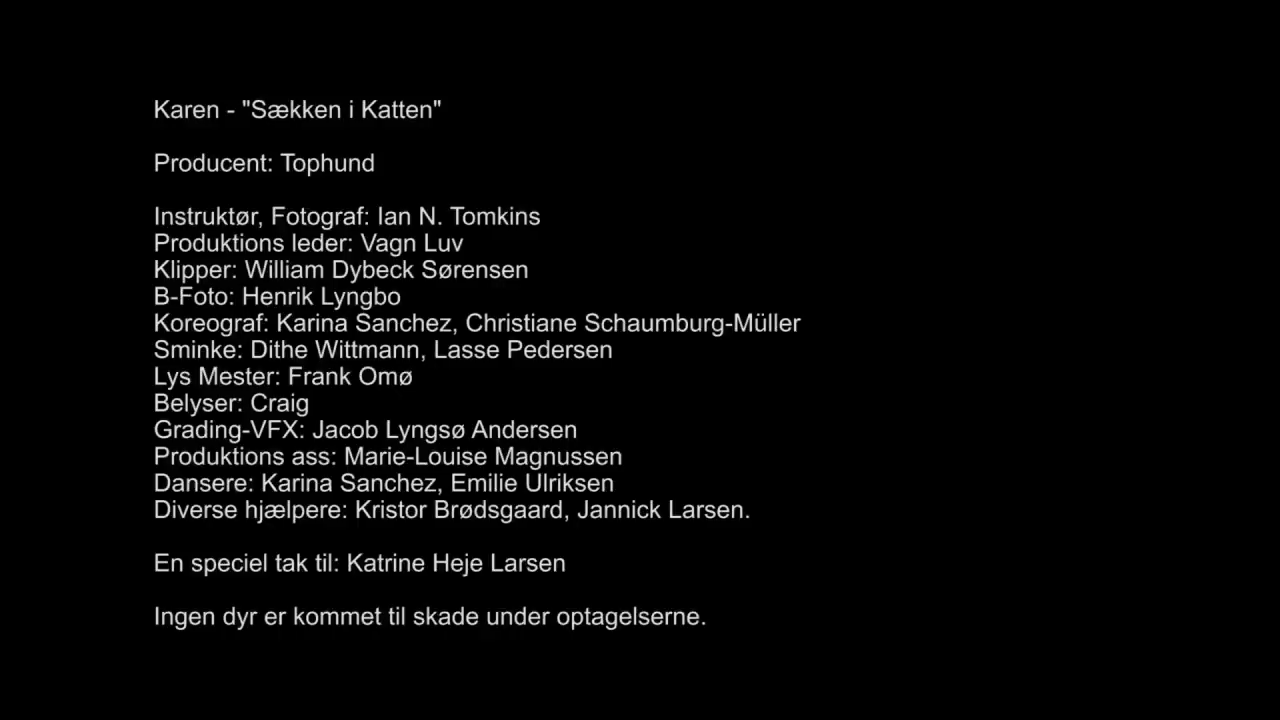 Karen - "Sækken i Katten"
Producent: Tophund
Instruktør, Fotograf: Ian N. Tomkins
Produktions leder: Vagn Luv
Klipper: William Dybeck Sørensen
B-Foto: Henrik Lyngbo
Koreograf: Karina Sanchez, Christiane Schaumburg-Müller
Sminke: Dithe Wittmann, Lasse Pedersen
Lys Mester: Frank Omø
Belyser: Craig
Grading-VFX: Jacob Lyngsø Andersen
Produktions ass: Marie-Louise Magnussen
Dansere: Karina Sanchez, Emilie Ulriksen
Diverse hjælpere: Kristor Brødsgaard, Jannick Larsen.
En speciel tak til: Katrine Heje Larsen
Ingen dyr er kommet til skade under optagelserne.